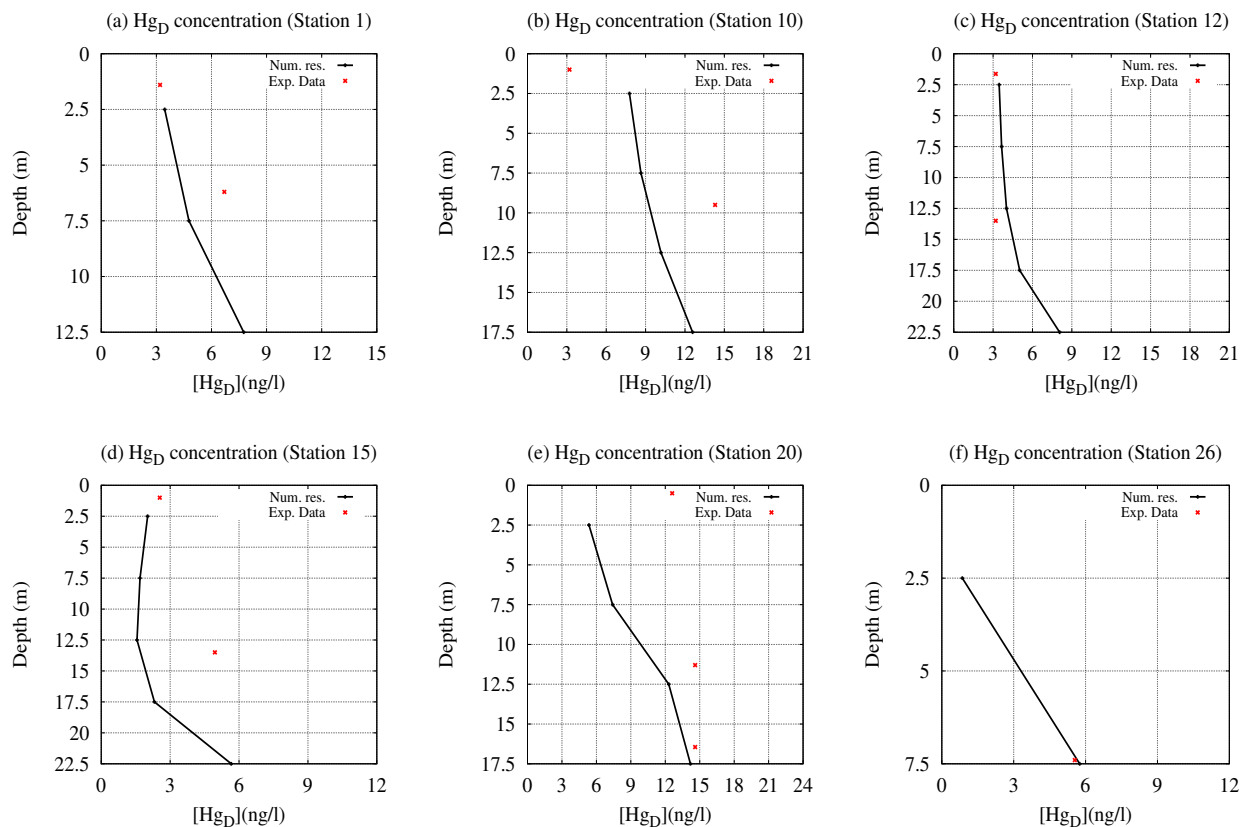 (a) HgD concentration (Station 1)
Num. res.
Exp. Data
0
2.5
5
7.5
10
12.5
Depth (m)
0 3 6 9 12 15
[HgD](ng/l)
(b) HgD concentration (Station 10)
Num. res.
Exp. Data
0
2.5
5
7.5
10
12.5
15
17.5
Depth (m)
0 3 6 9 12 15 18 21
[HgD](ng/l)
(c) HgD concentration (Station 12)
Num. res.
Exp. Data
0
2.5
5
7.5
10
12.5
15
17.5
20
22.5
Depth (m)
0 3 6 9 12 15 18 21
[HgD](ng/l)
(d) HgD concentration (Station 15)
Num. res.
Exp. Data
0
2.5
5
7.5
10
12.5
15
17.5
20
22.5
Depth (m)
0 3 6 9 12
[HgD](ng/l)
(e) HgD concentration (Station 20)
Num. res.
Exp. Data
0
2.5
5
7.5
10
12.5
15
17.5
Depth (m)
0 3 6 9 12 15 18 21 24
[HgD](ng/l)
(f) HgD concentration (Station 26)
Num. res.
Exp. Data
0
2.5
5
7.5
Depth (m)
0 3 6 9 12
[HgD](ng/l)